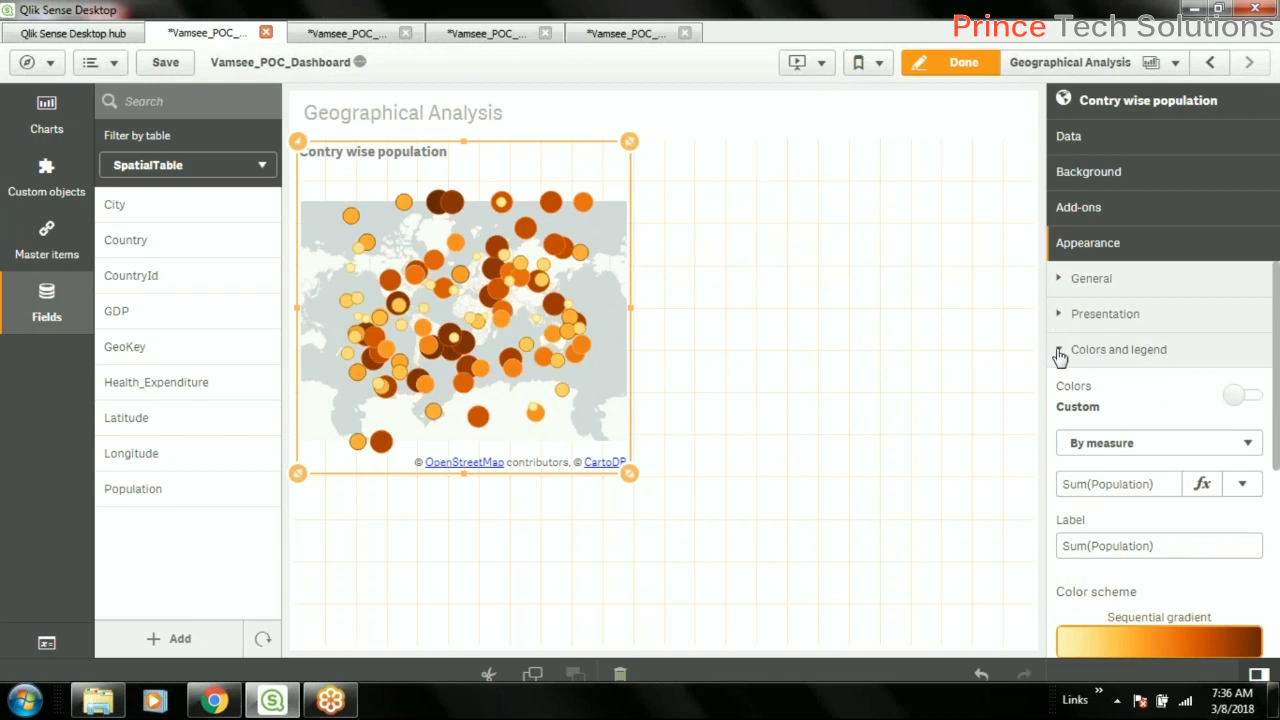 Qlik Sense Desktop
Prince Tech Solutions
Qlik Sense Desktop hub
*Vamsee_POC_...
*Vamsee_POC_...
*Vamsee_POC_...
*Vamsee_POC_...
Save
Vamsee_POC_Dashboard
Done
Geographical Analysis
Charts
Custom objects
Master items
Fields
Search
Filter by table
SpatialTable
City
Country
CountryId
GDP
GeoKey
Health_Expenditure
Latitude
Longitude
Population
Add
Geographical Analysis
Contry wise population
© OpenStreetMap contributors, © CartoDB
Contry wise population
Data
Background
Add-ons
Appearance
General
Presentation
Colors and legend
Colors
Custom
By measure
Sum(Population)
fx
Label
Sum(Population)
Color scheme
Sequential gradient
Links
»
7:36 AM
3/8/2018